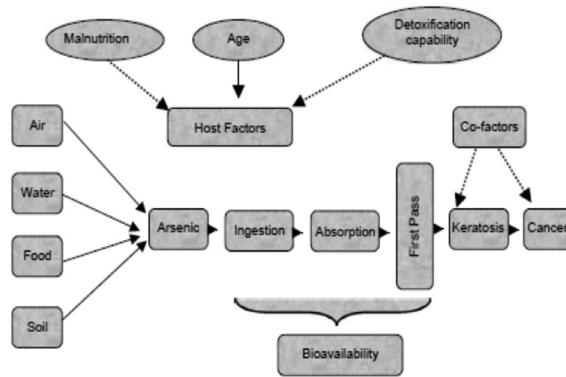 Malnutrition
Age
Detoxification
capability
Host Factors
Air
Co-factors
Water
Arsenic
Ingestion
Absorption
First Pass
Keratosis
Cancer
Food
Soil
Bioavailability